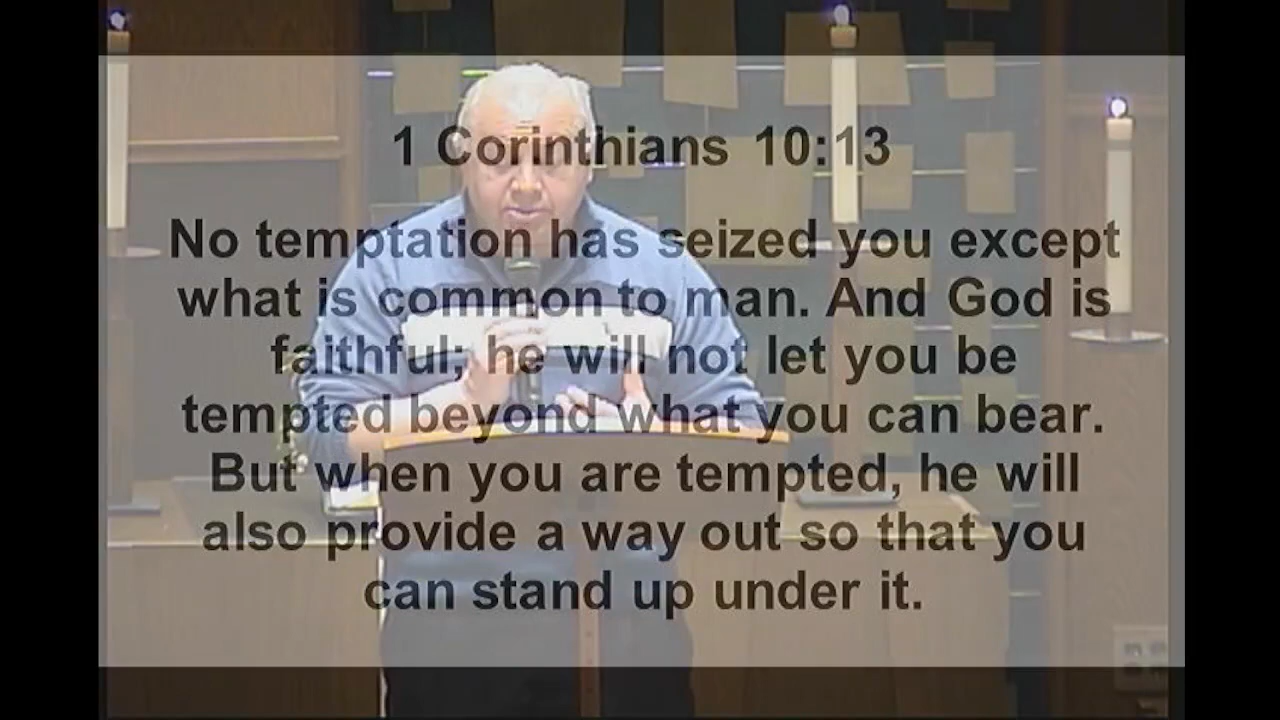 1 Corinthians 10:13
No temptation has seized you except
what is common to man. And God is
faithful; he will not let you be
tempted beyond what you can bear.
But when you are tempted, he will
also provide a way out so that you
can stand up under it.